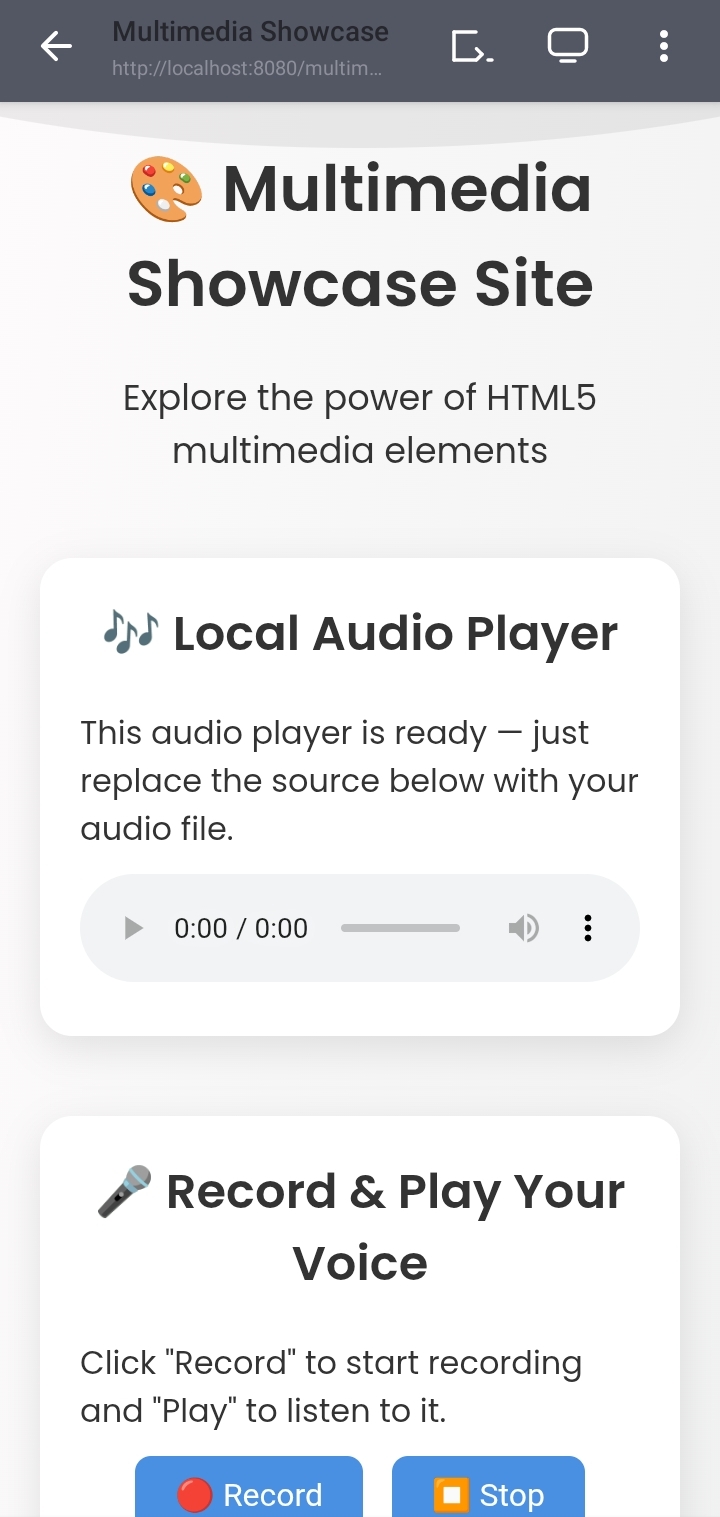 Multimedia Showcase
http://localhost:8080/multim...
🎨 Multimedia
Showcase Site
Explore the power of HTML5
multimedia elements
🎶 Local Audio Player
This audio player is ready — just
replace the source below with your
audio file.
0:00 / 0:00
🎤 Record & Play Your
Voice
Click "Record" to start recording
and "Play" to listen to it.
🔴 Record
⏹️ Stop